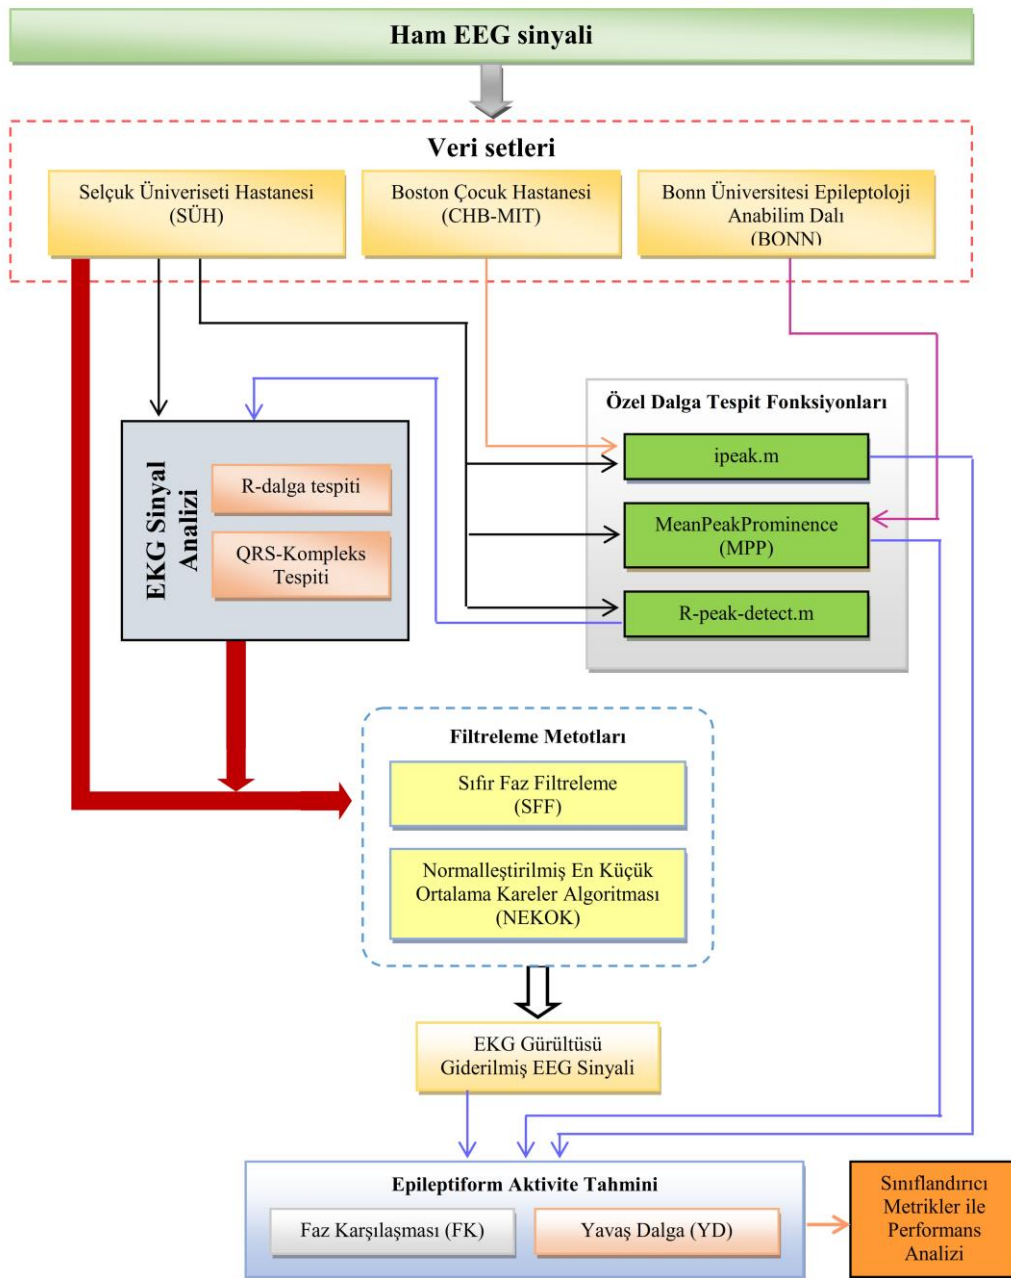 Ham EEG sinyali
Veri setleri
Selçuk Üniveriseti Hastanesi
(SÜH)
Boston Çocuk Hastanesi
(CHB-MIT)
Bonn Üniversitesi Epileptoloji
Anabilim Dalı
(BONN)
Özel Dalga Tespit Fonksiyonları
ipeak.m
MeanPeakProminence
(MPP)
R-peak-detect.m
EKG Sinyal
Analizi
R-dalga tespiti
QRS-Kompleks
Tespiti
Filtreleme Metotları
Sıfır Faz Filtreleme
(SFF)
Normalleştirilmiş En Küçük
Ortalama Kareler Algoritması
(NEKOK)
EKG Gürültüsü
Giderilmiş EEG Sinyali
Epileptiform Aktivite Tahmini
Faz Karşılaşması (FK)
Yavaş Dalga (YD)
Sınıflandırıcı
Metrikler ile
Performans
Analizi